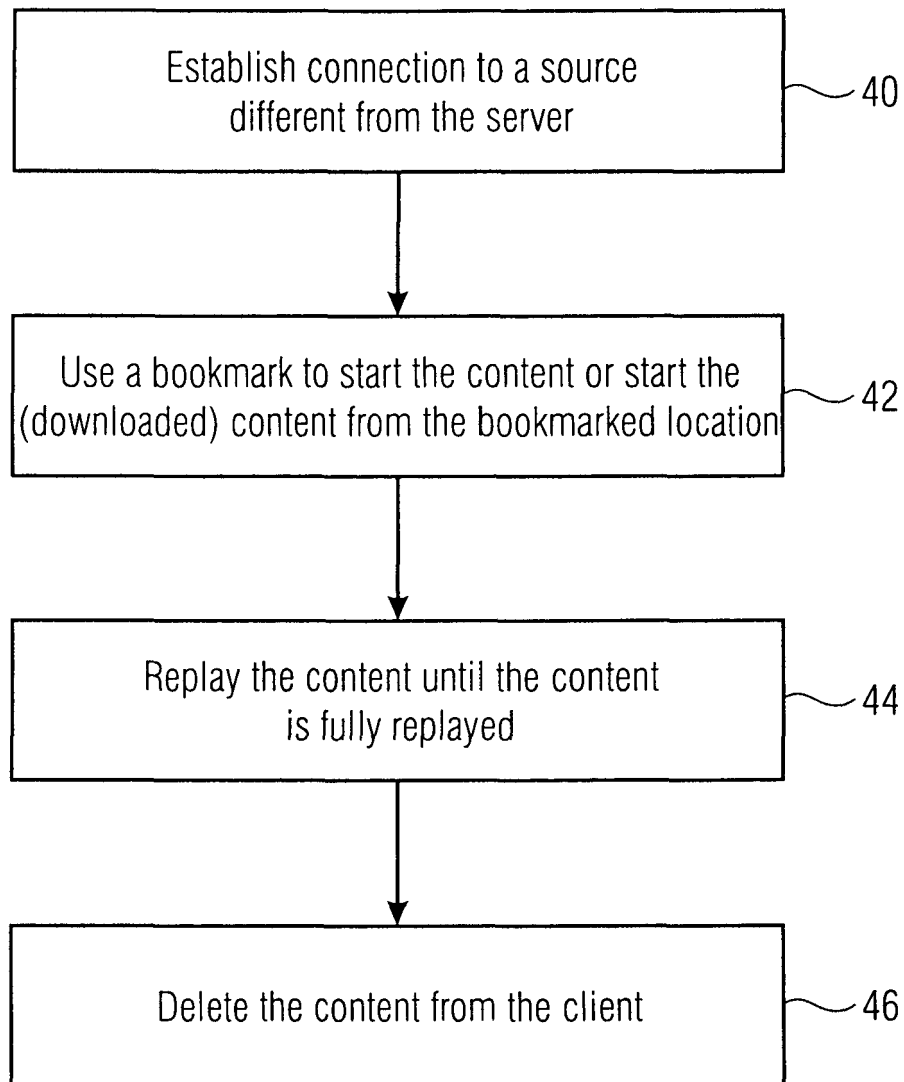 Establish connection to a source
different from the server
40
Use a bookmark to start the content or start the
(downloaded) content from the bookmarked location
42
Replay the content until the content
is fully replayed
44
Delete the content from the client
46